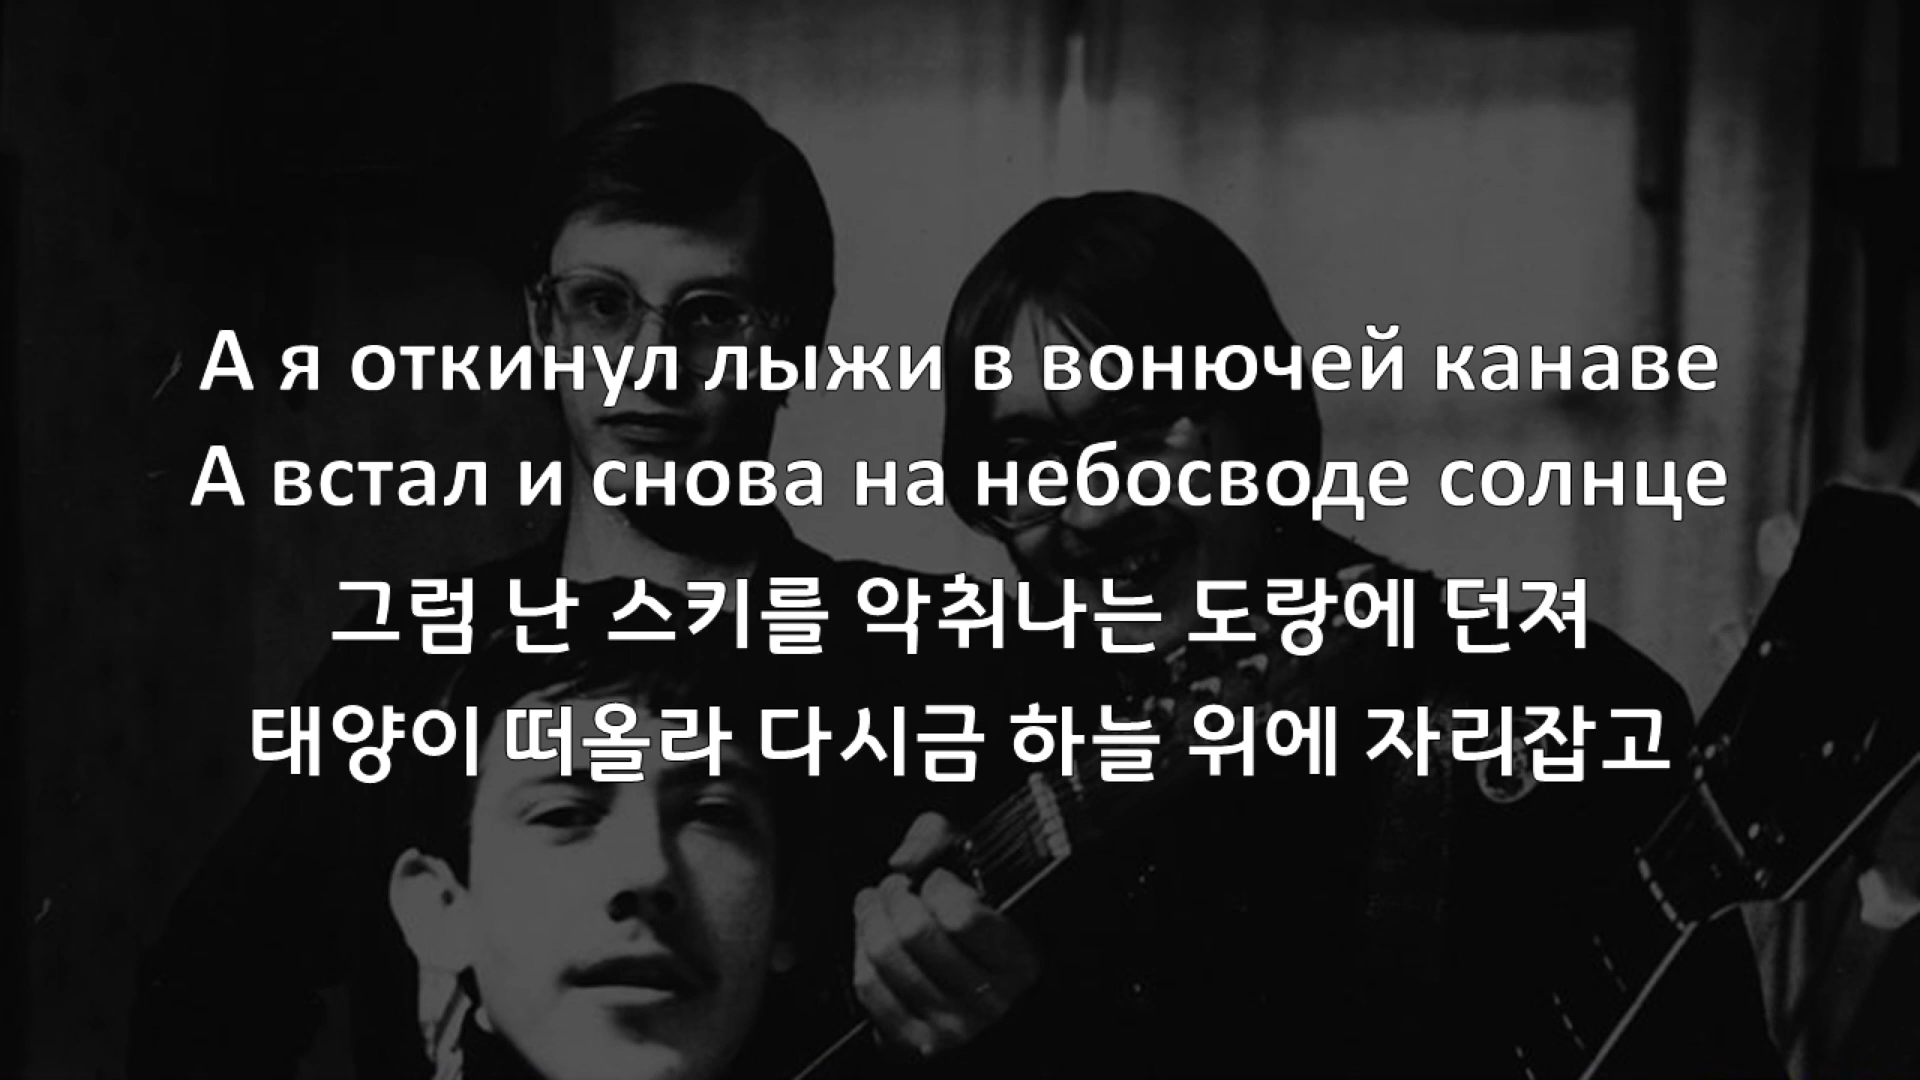 А я откинул лыжи в вонючей канаве
А встал и снова на небосводе солнце
그럼 난 스키를 악취나는 도랑에 던져
태양이 떠올라 다시금 하늘 위에 자리잡고